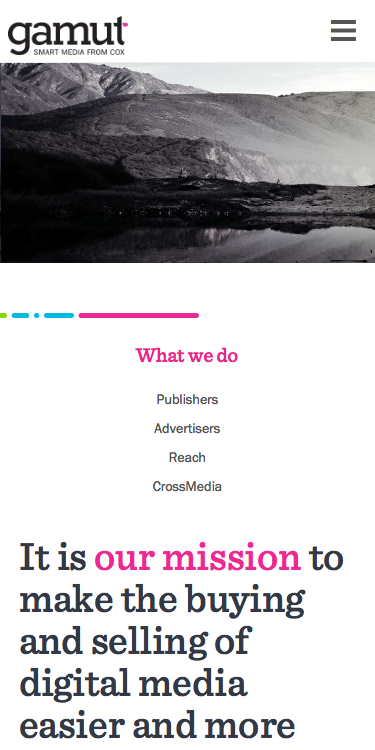 gamut
SMART MEDIA FROM COX
What we do
Publishers
Advertisers
Reach
CrossMedia
It is our mission to
make the buying
and selling of
digital media
easier and more